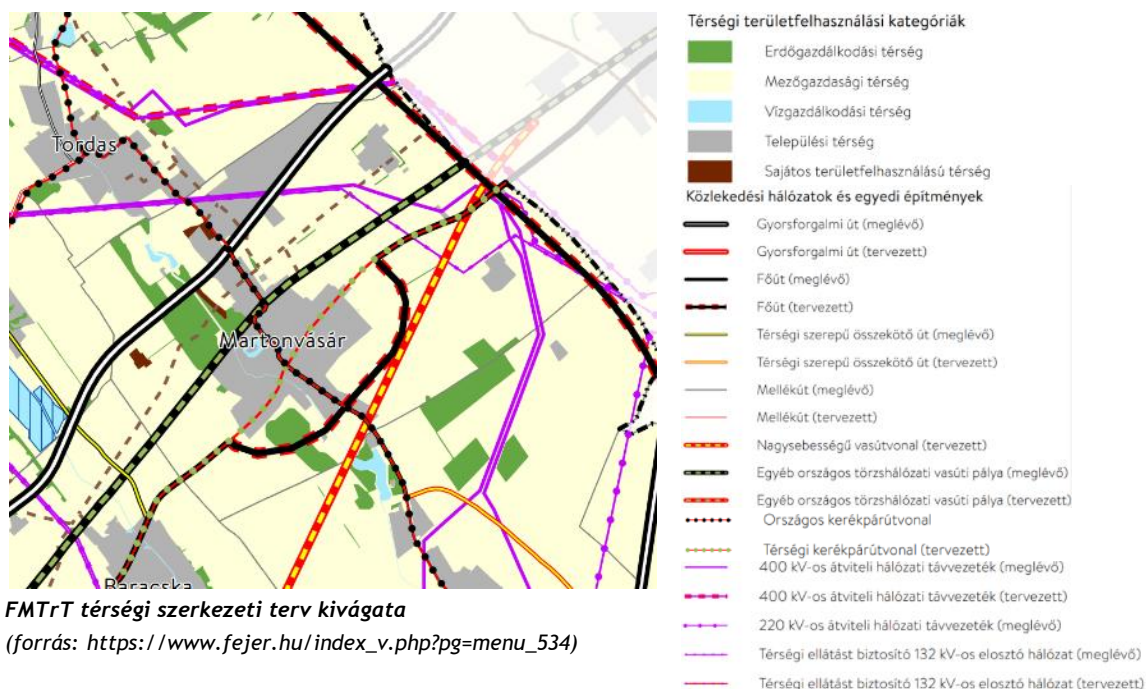 Tordas
Martonvásár
Baracska
FMTrT térségi szerkezeti terv kivágata
(forrás: https://www.fejer.hu/index_v.php?pg=menu_534)
Térségi területfelhasználási kategóriák
Erdőgazdálkodási térség
Mezőgazdasági térség
Vízgazdálkodási térség
Települési térség
Sajátos területfelhasználású térség
Közlekedési hálózatok és egyedi építmények
Gyorsforgalmi út (meglévő)
Gyorsforgalmi út (tervezett)
Főút (meglévő)
Főút (tervezett)
Térségi szerepű összekötő út (meglévő)
Térségi szerepű összekötő út (tervezett)
Mellékút (meglévő)
Mellékút (tervezett)
Nagysebességű vasútvonal (tervezett)
Egyéb országos törzshálózati vasúti pálya (meglévő)
Egyéb országos törzshálózati vasúti pálya (tervezett)
Országos kerékpárútvonal
Térségi kerékpárútvonal (tervezett)
400 kV-os átviteli hálózati távvezeték (meglévő)
400 kV-os átviteli hálózati távvezeték (tervezett)
220 kV-os átviteli hálózati távvezeték (meglévő)
Térségi ellátást biztosító 132 kV-os elosztó hálózat (meglévő)
Térségi ellátást biztosító 132 kV-os elosztó hálózat (tervezett)